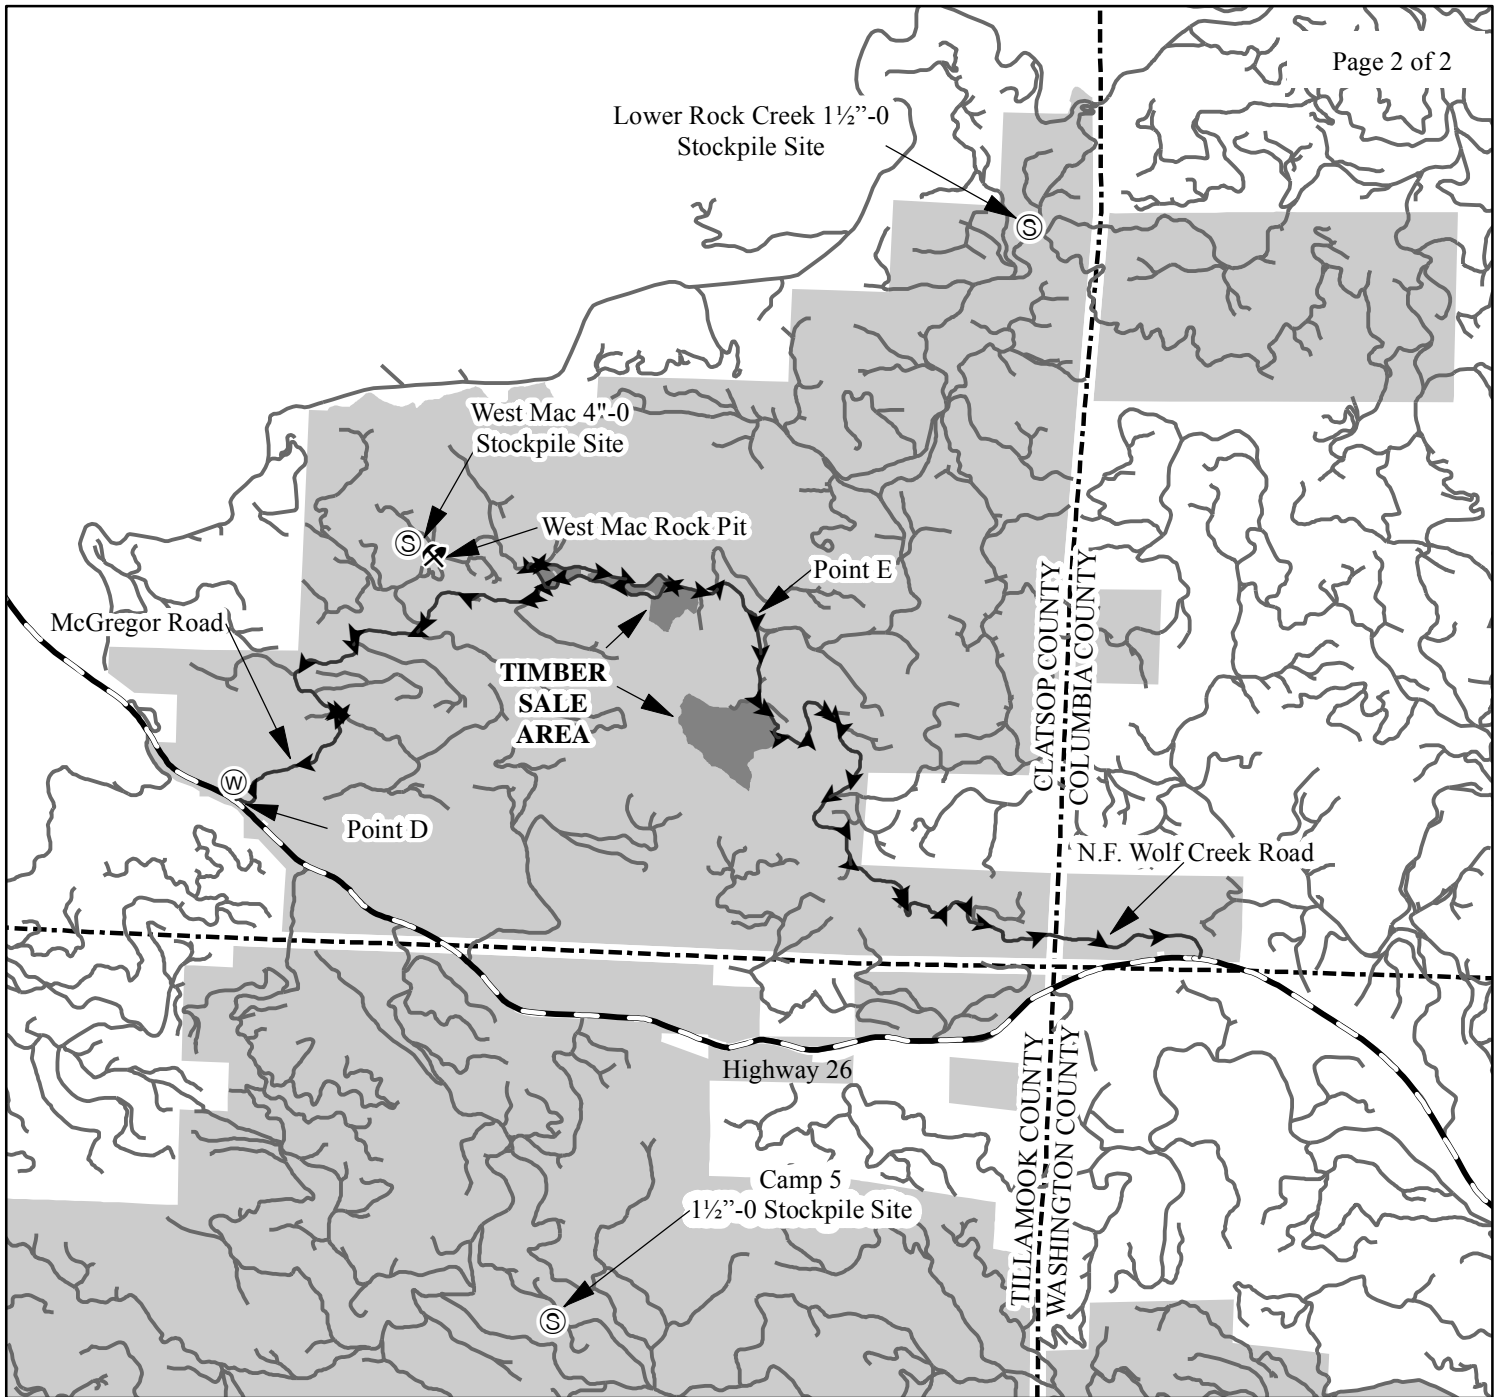 Page 2 of 2
Lower Rock Creek 1½”-0
Stockpile Site
S
West Mac 4"-0
Stockpile Site
S
West Mac Rock Pit
Point E
McGregor Road
TIMBER
SALE
AREA
CLATSOP COUNTY
COLUMBIA COUNTY
W
Point D
N.F. Wolf Creek Road
Highway 26
TILLAMOOK COUNTY
WASHINGTON COUNTY
Camp 5
1½”-0 Stockpile Site
S